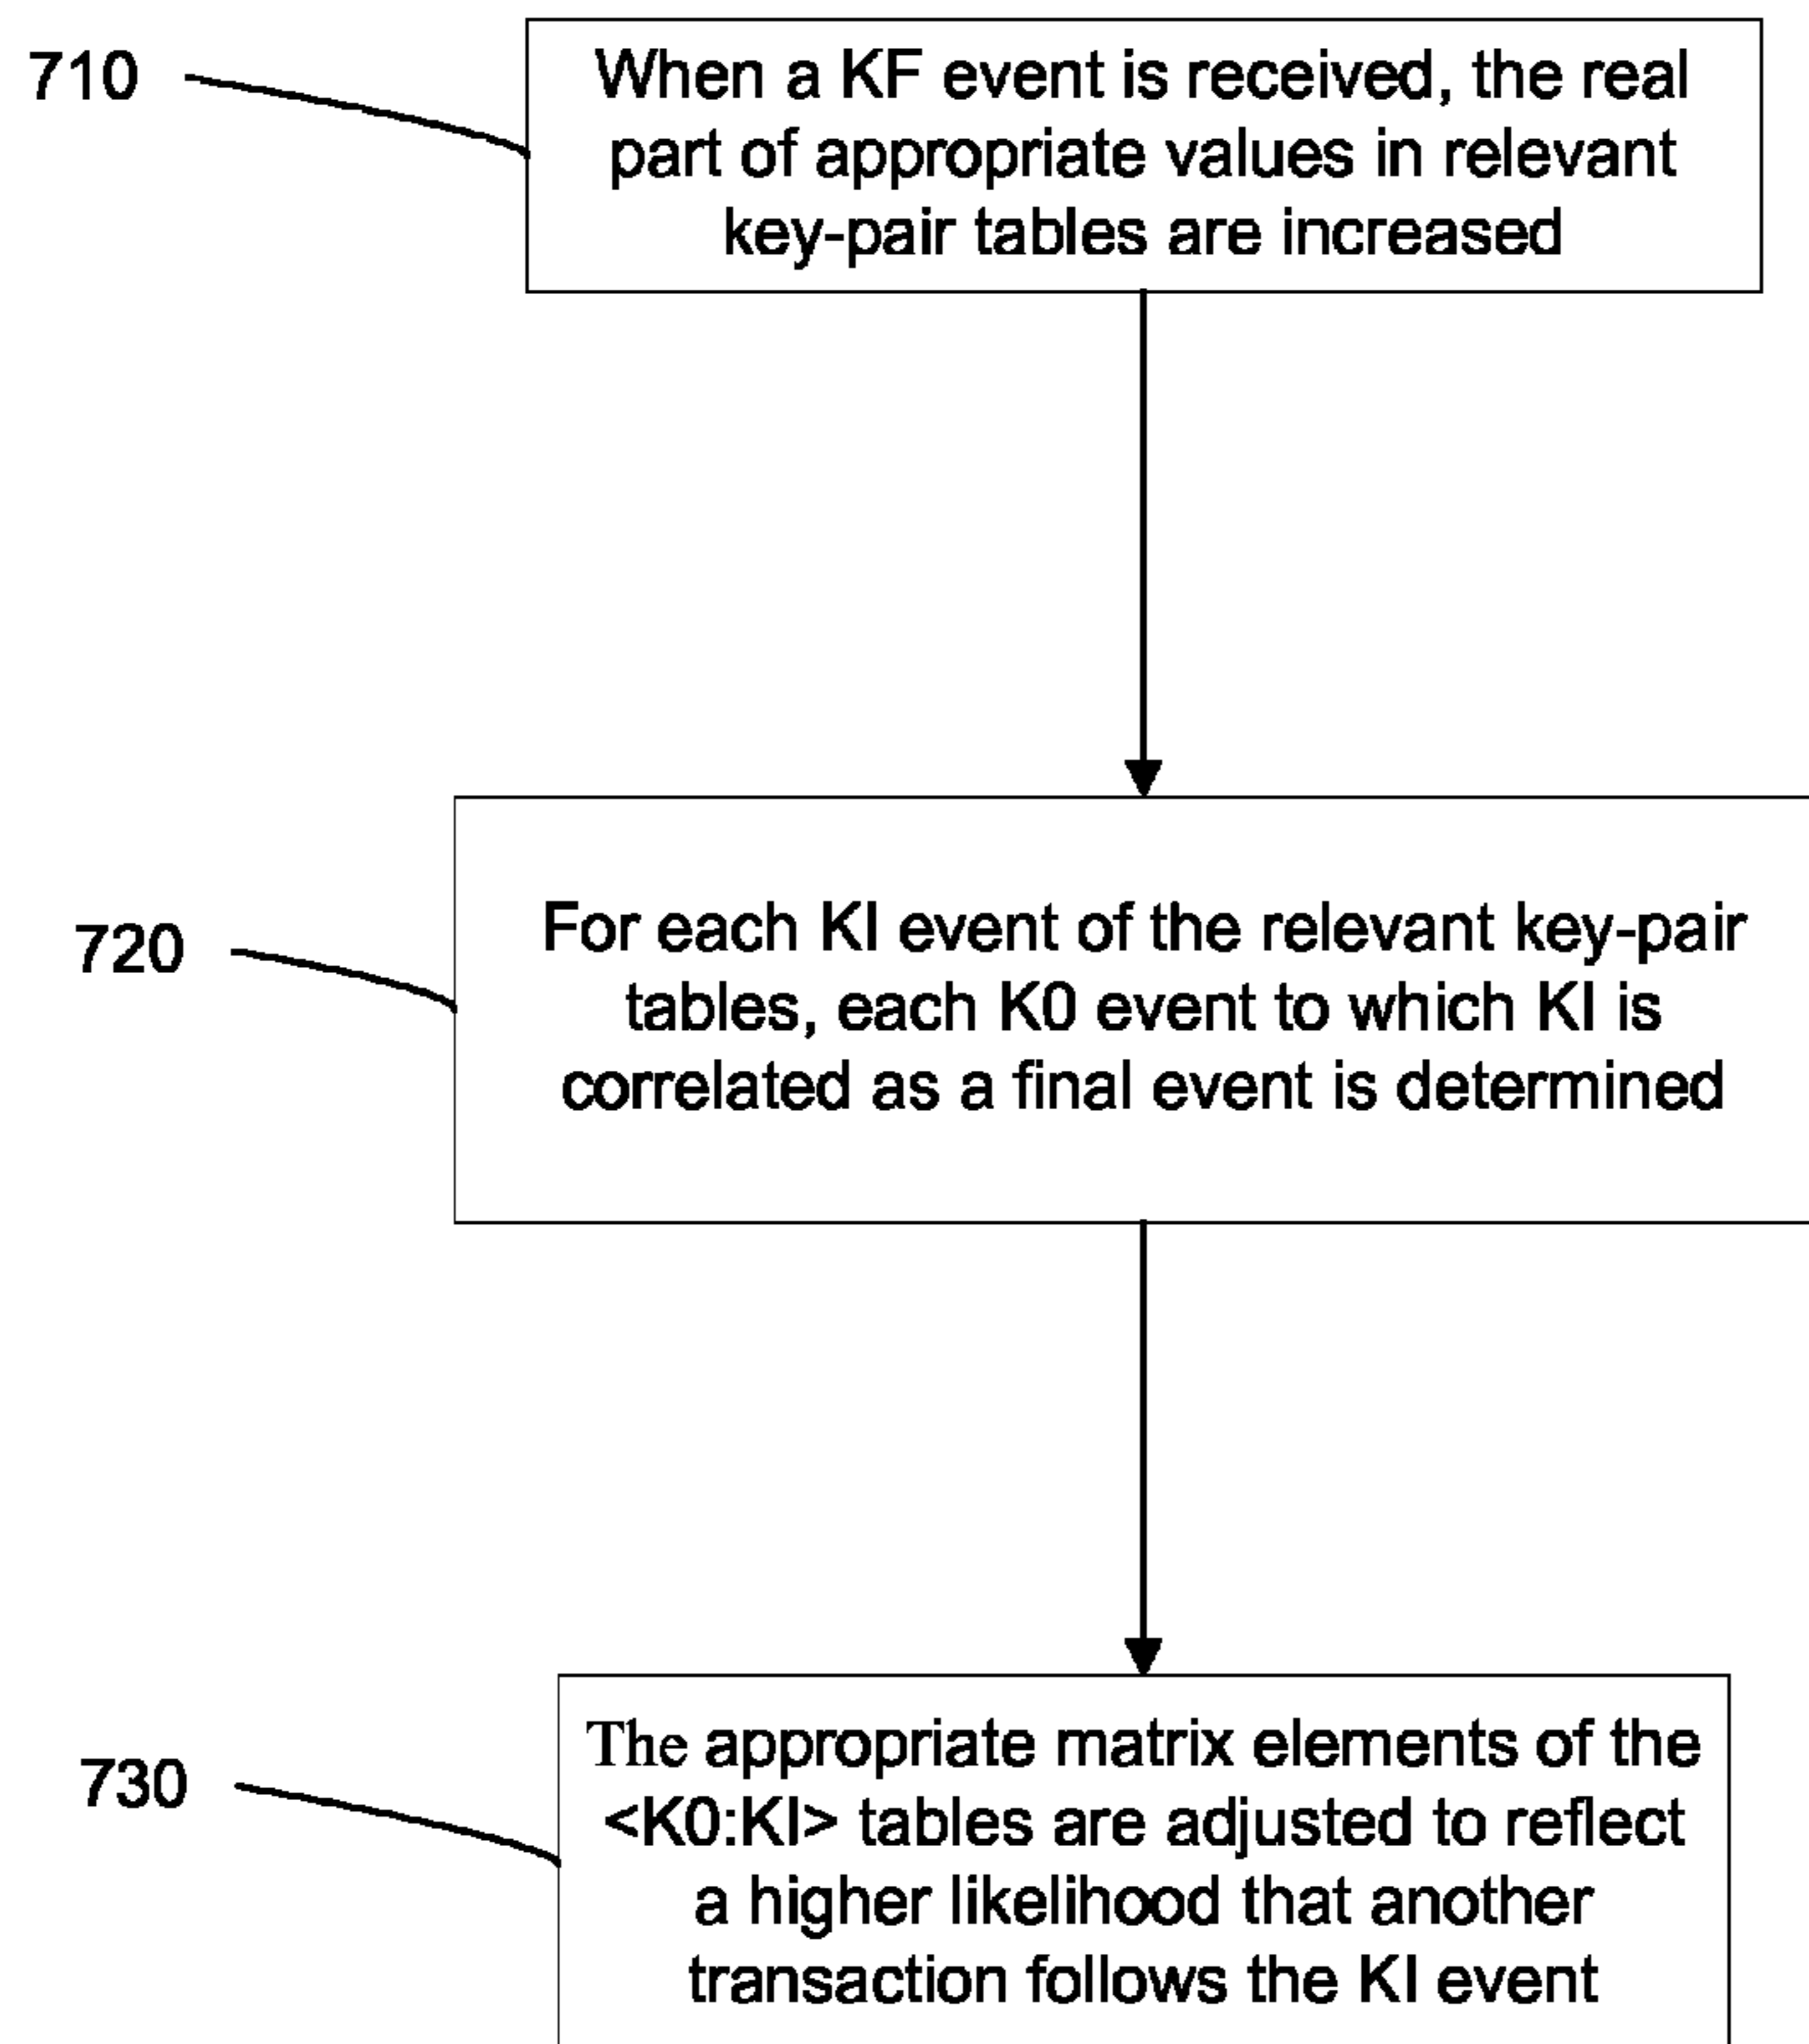 710
When a KF event is received, the real
part of appropriate values in relevant
key-pair tables are increased
720
For each KI event of the relevant key-pair
tables, each K0 event to which KI is
correlated as a final event is determined
730
The appropriate matrix elements of the
<K0:KI> tables are adjusted to reflect
a higher likelihood that another
transaction follows the KI event